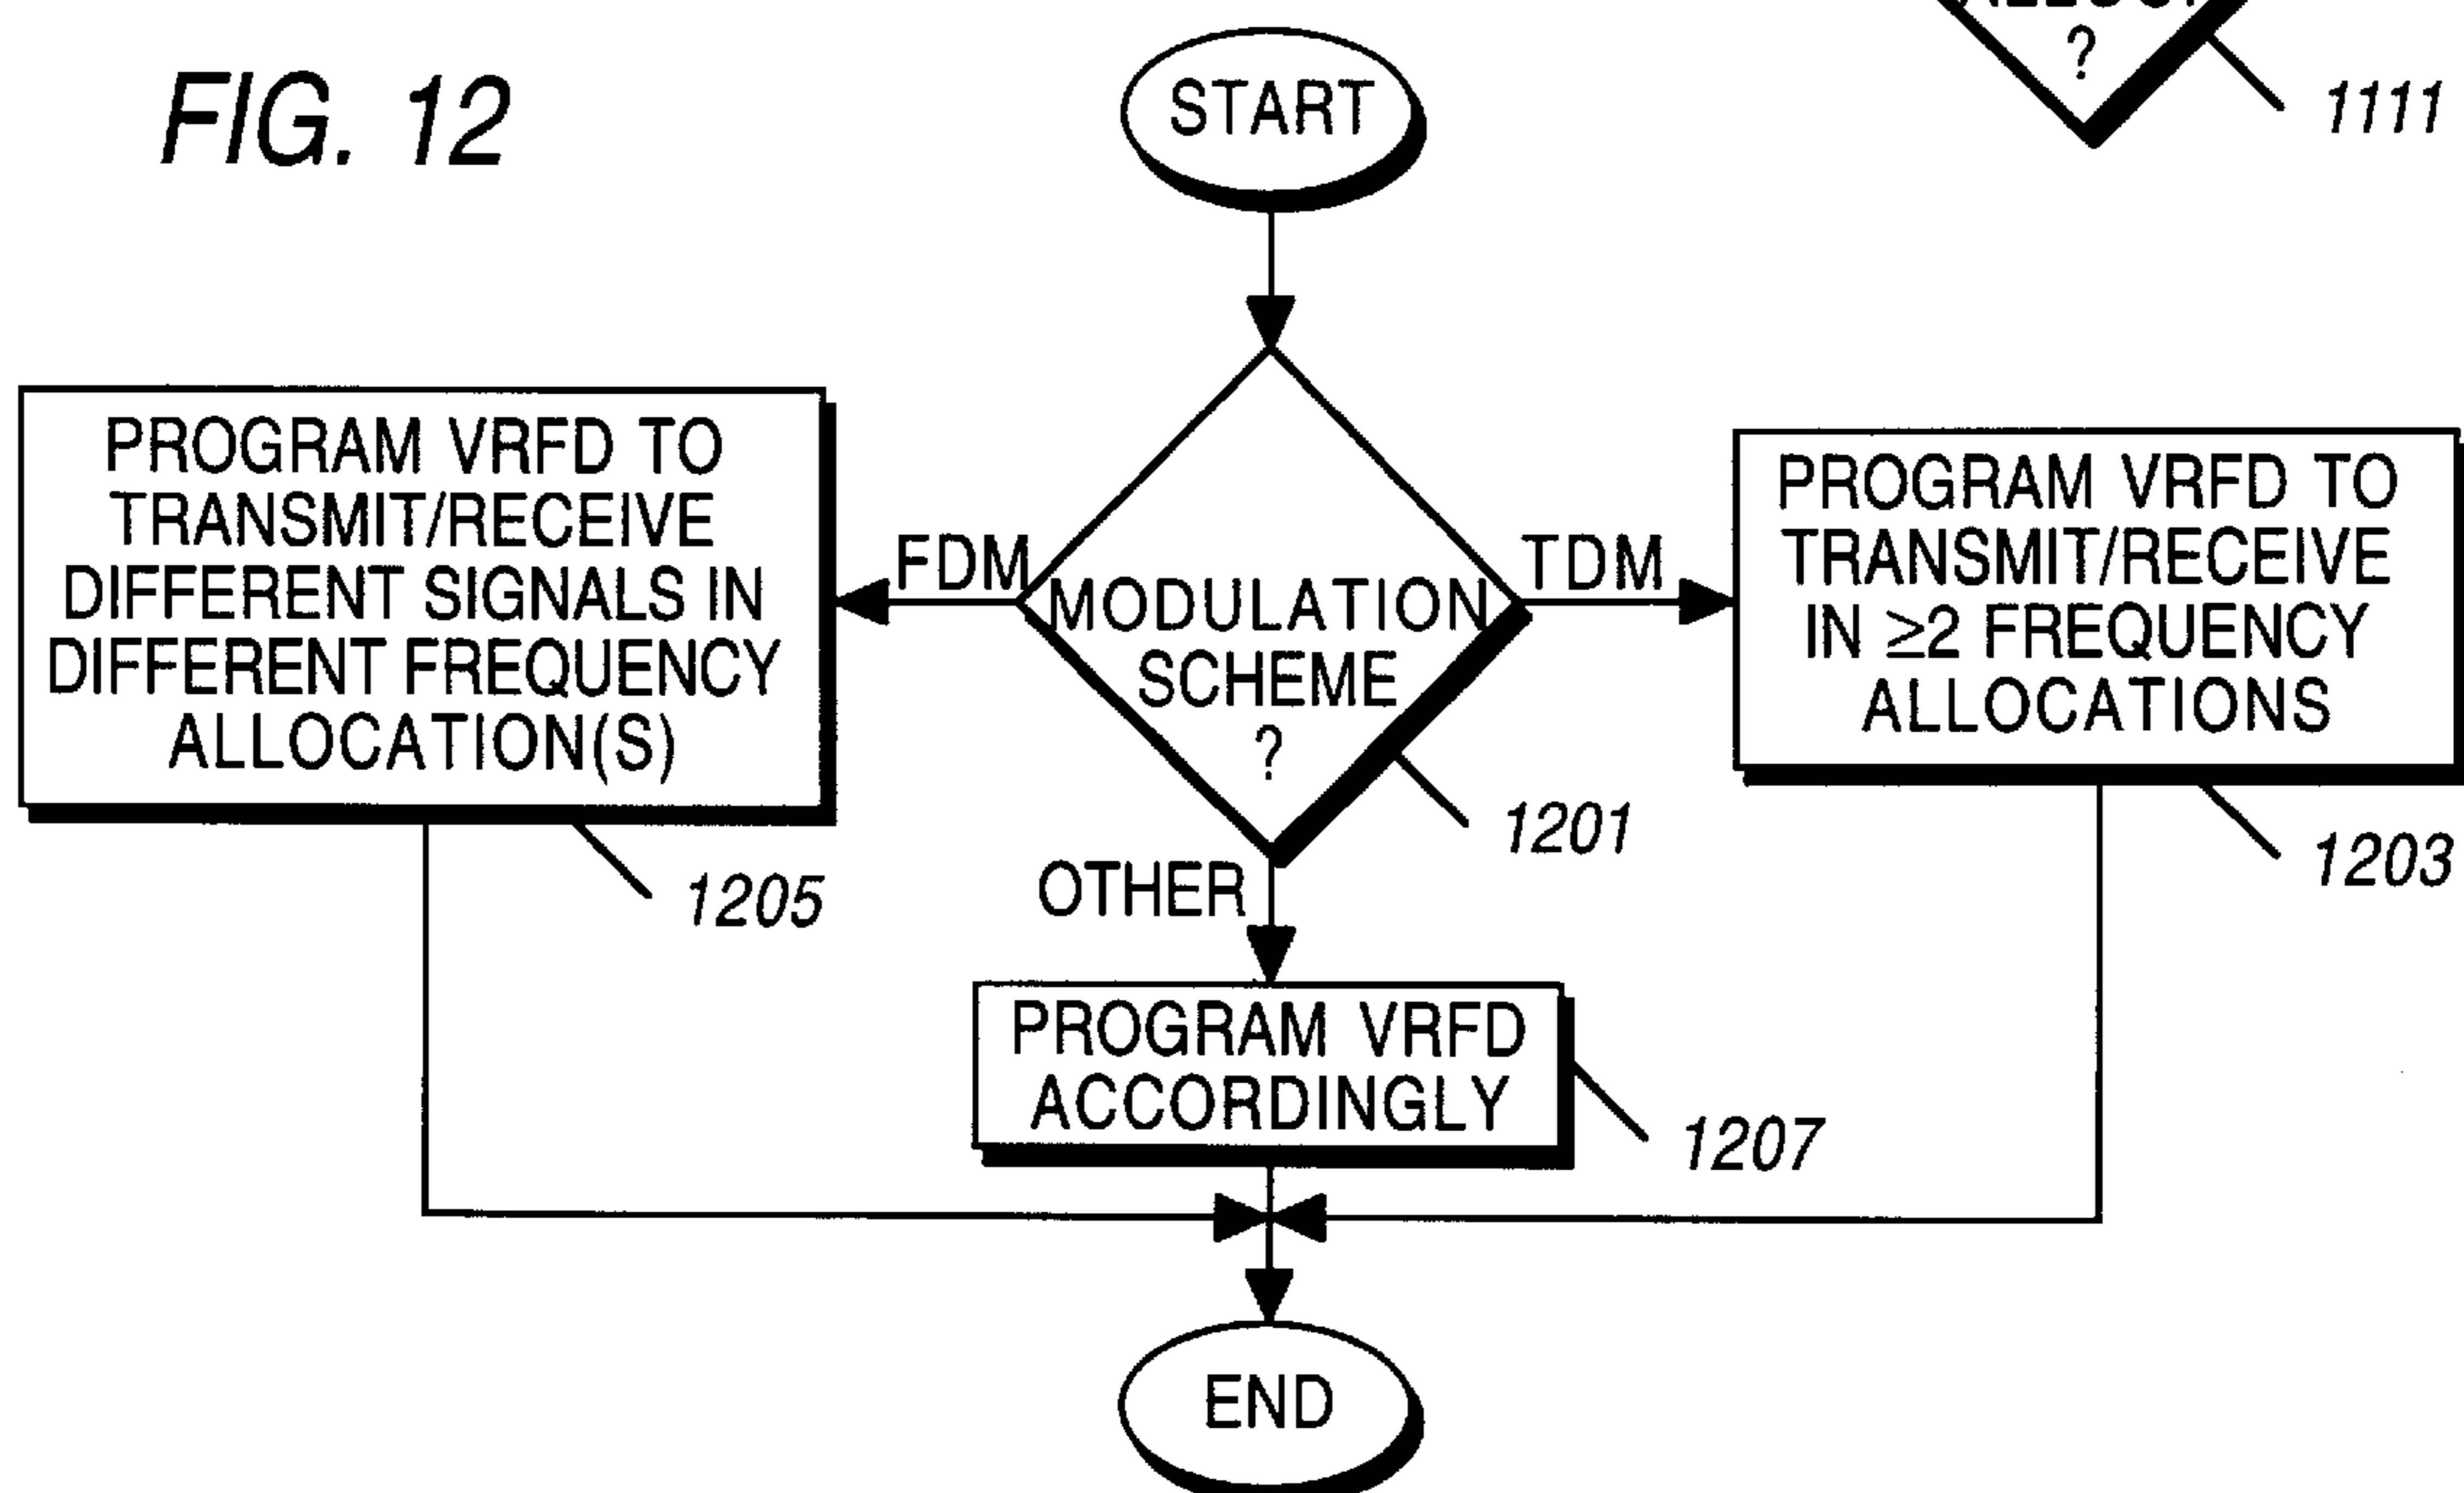 FIG. 12
START
?
1111
PROGRAM VRFD TO
TRANSMIT/RECEIVE
DIFFERENT SIGNALS IN
DIFFERENT FREQUENCY
ALLOCATION(S)
1205
FDM
MODULATION
SCHEME
?
1201
TDM
PROGRAM VRFD TO
TRANSMIT/RECEIVE
IN ≥2 FREQUENCY
ALLOCATIONS
1203
OTHER
PROGRAM VRFD
ACCORDINGLY
1207
END